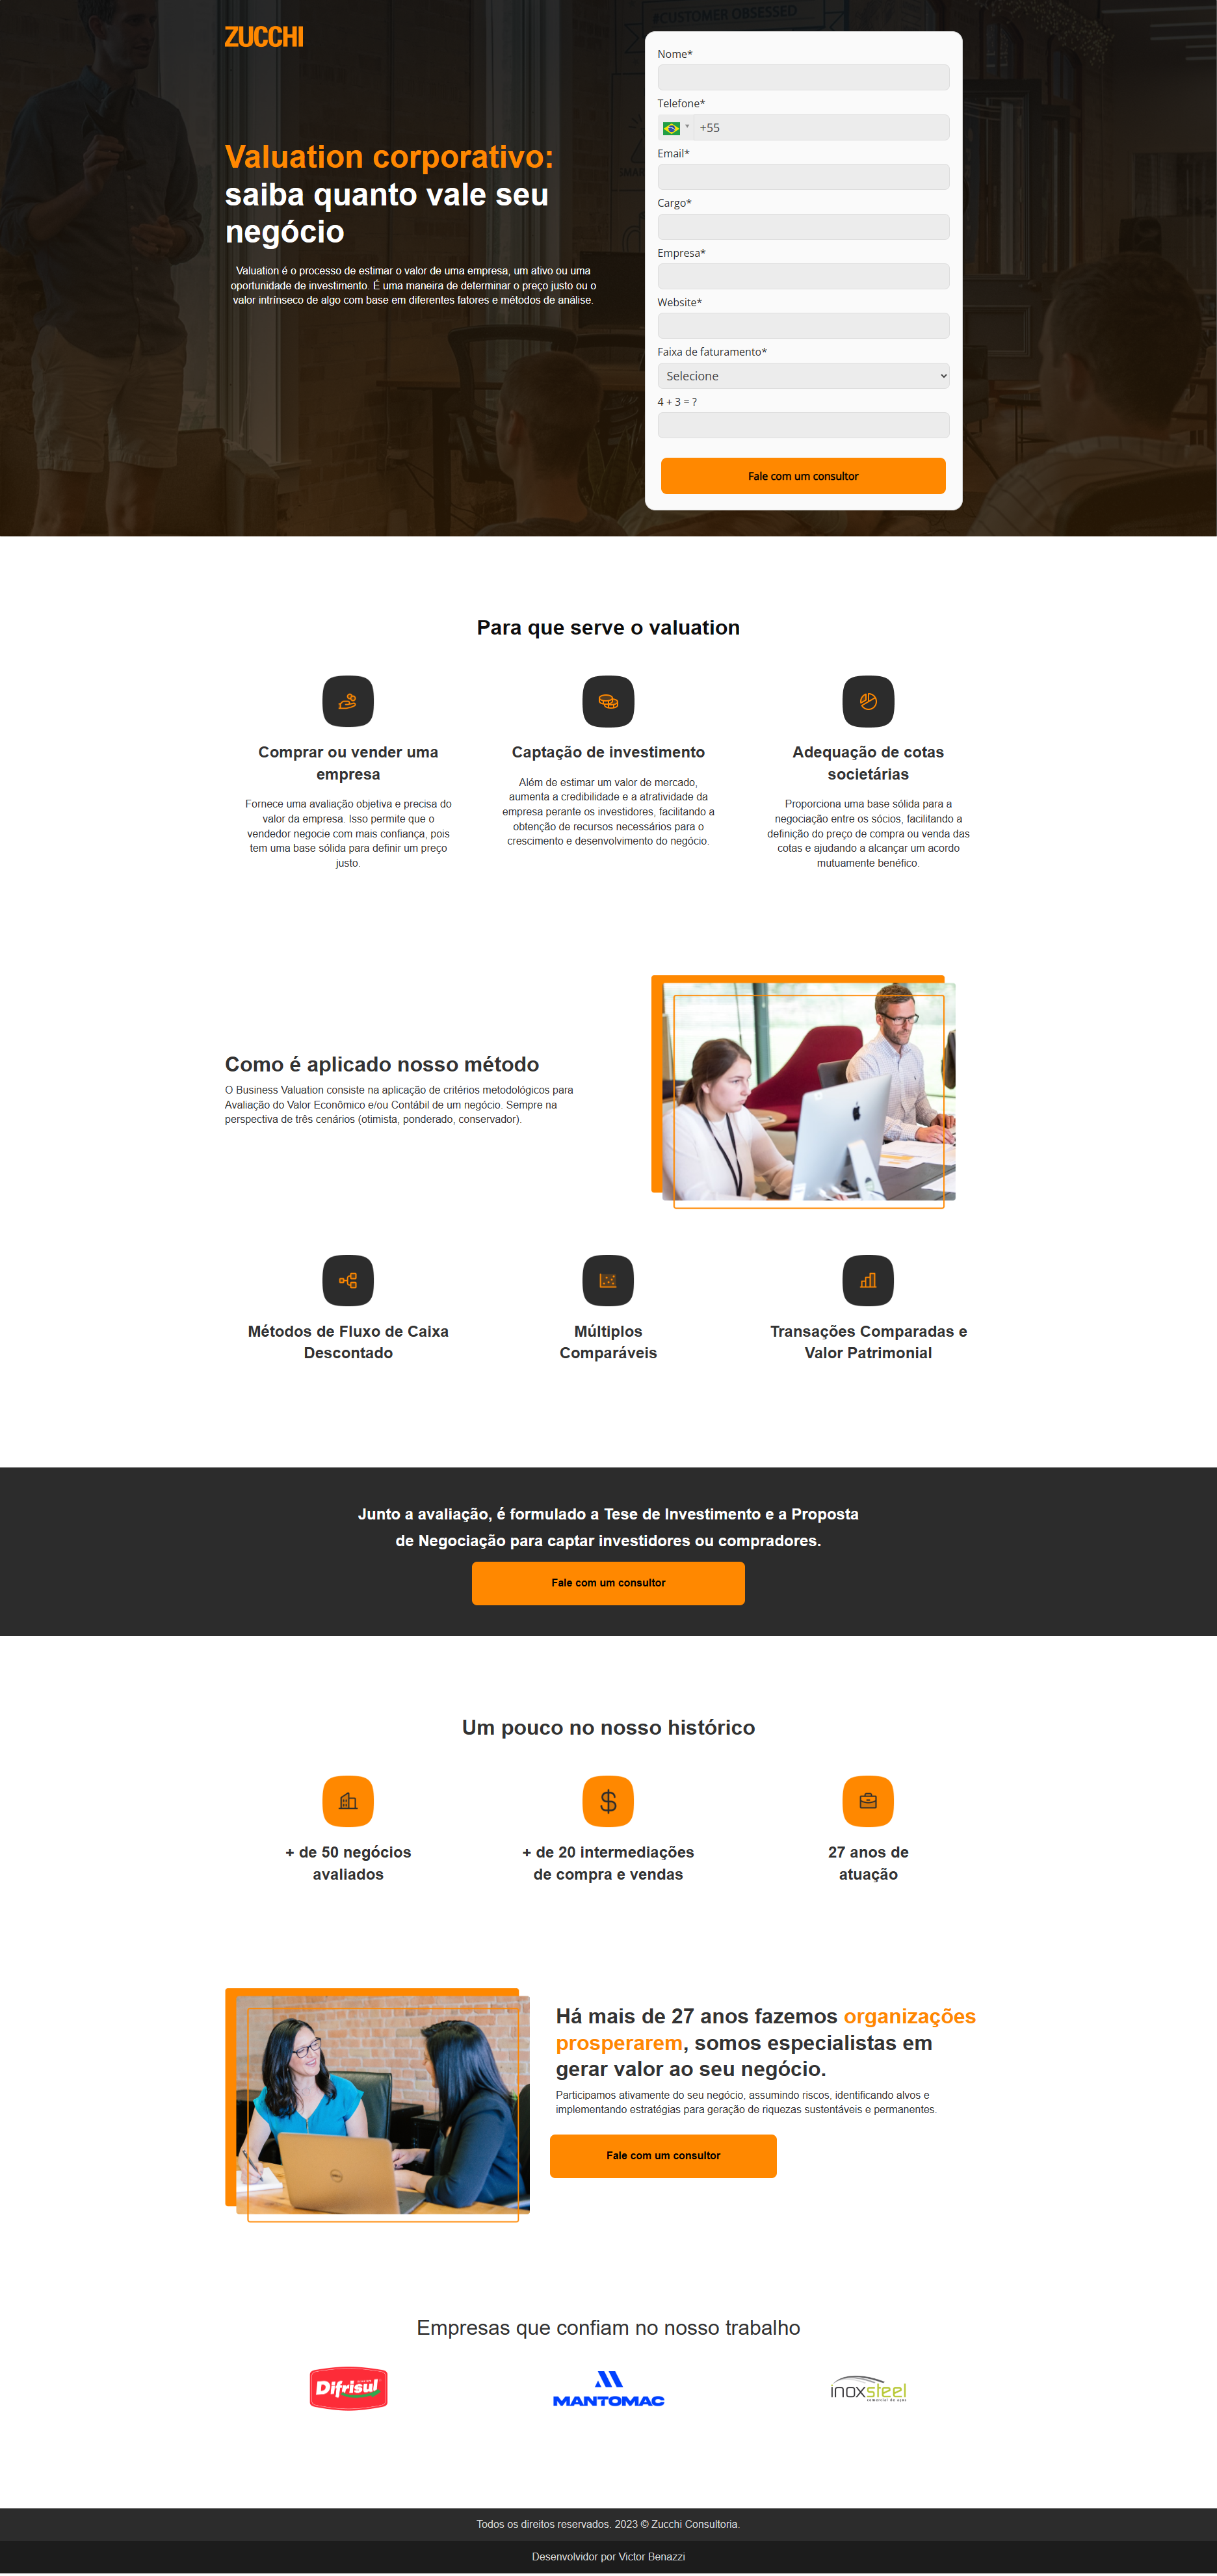 #CUSTOMER OBSESSED
ZUCCHI
Valuation corporativo:
saiba quanto vale seu
negócio
Valuation é o processo de estimar o valor de uma empresa, um ativo ou uma
oportunidade de investimento. É uma maneira de determinar o preço justo ou o
valor intrínseco de algo com base em diferentes fatores e métodos de análise.
Nome*
Telefone*
+55
Email*
Cargo*
Empresa*
Website*
Faixa de faturamento*
Selecione
4 + 3 = ?
Fale com um consultor
Para que serve o valuation
Comprar ou vender uma
empresa
Fornece uma avaliação objetiva e precisa do
valor da empresa. Isso permite que o
vendedor negocie com mais confiança, pois
tem uma base sólida para definir um preço
justo.
Captação de investimento
Além de estimar um valor de mercado,
aumenta a credibilidade e a atratividade da
empresa perante os investidores, facilitando a
obtenção de recursos necessários para o
crescimento e desenvolvimento do negócio.
Adequação de cotas
societárias
Proporciona uma base sólida para a
negociação entre os sócios, facilitando a
definição do preço de compra ou venda das
cotas e ajudando a alcançar um acordo
mutuamente benéfico.
Como é aplicado nosso método
O Business Valuation consiste na aplicação de critérios metodológicos para
Avaliação do Valor Econômico e/ou Contábil de um negócio. Sempre na
perspectiva de três cenários (otimista, ponderado, conservador).
Métodos de Fluxo de Caixa
Descontado
Múltiplos
Comparáveis
Transações Comparadas e
Valor Patrimonial
Junto a avaliação, é formulado a Tese de Investimento e a Proposta
de Negociação para captar investidores ou compradores.
Fale com um consultor
Um pouco no nosso histórico
+ de 50 negócios
avaliados
$
+ de 20 intermediações
de compra e vendas
27 anos de
atuação
Há mais de 27 anos fazemos organizações
prosperarem, somos especialistas em
gerar valor ao seu negócio.
Participamos ativamente do seu negócio, assumindo riscos, identificando alvos e
implementando estratégias para geração de riquezas sustentáveis e permanentes.
Fale com um consultor
DELL
Empresas que confiam no nosso trabalho
Difrisul
MANTOMAC
inoxsteel
comercial de aços
Todos os direitos reservados. 2023 © Zucchi Consultoria.
Desenvolvidor por Victor Benazzi